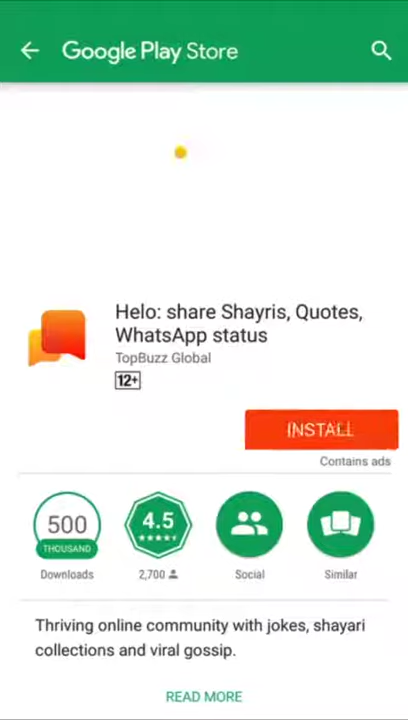 Google Play Store
Helo: share Shayris, Quotes,
WhatsApp status
TopBuzz Global
12+
INSTALL
Contains ads
500
THOUSAND
Downloads
4.5
2,700
Social
Similar
Thriving online community with jokes, shayari
collections and viral gossip.
READ MORE